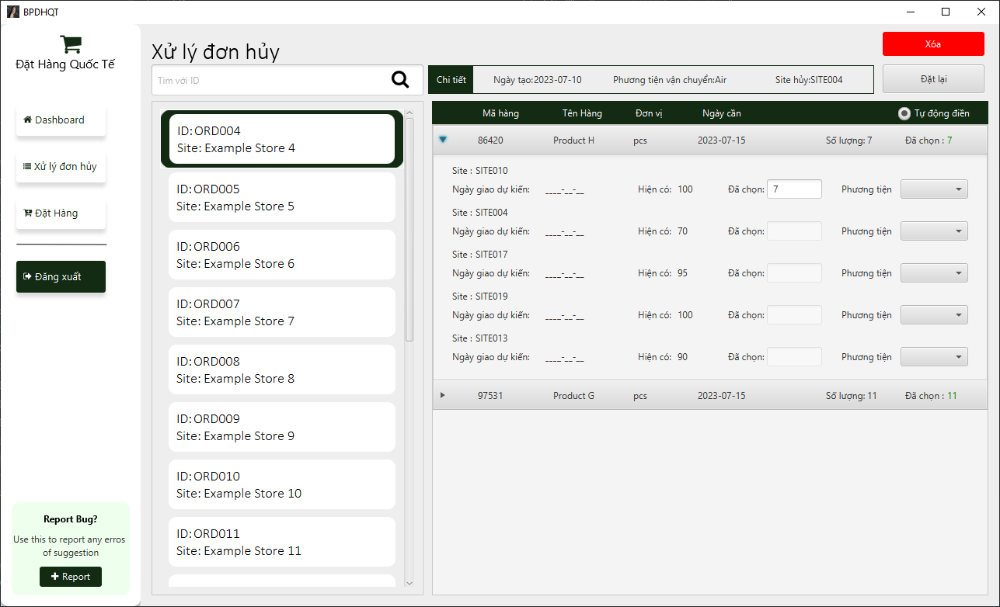 BPDHQT
Đặt Hàng Quốc Tế
Dashboard
Xử lý đơn hủy
Đặt Hàng
Đăng xuất
Report Bug?
Use this to report any erros
of suggestion
Report
Xử lý đơn hủy
Tìm với ID
ID:ORD004
Site: Example Store 4
ID:ORD005
Site: Example Store 5
ID:ORD006
Site: Example Store 6
ID:ORD007
Site: Example Store 7
ID:ORD008
Site: Example Store 8
ID:ORD009
Site: Example Store 9
ID:ORD010
Site: Example Store 10
ID:ORD011
Site: Example Store 11
Xóa
Đặt lại
Chi tiết Ngày tạo:2023-07-10 Phương tiện vận chuyển:Air Site hủy:SITE004
Mã hàng Tên Hàng Đơn vị Ngày cần Tự động điền
86420 Product H pcs 2023-07-15 Số lượng: 7 Đã chọn : 7
Site : SITE010
Ngày giao dự kiến: ____-__-__ Hiện có: 100 Đã chọn: 7 Phương tiện
Site : SITE004
Ngày giao dự kiến: ____-__-__ Hiện có: 70 Đã chọn: Phương tiện
Site : SITE017
Ngày giao dự kiến: ____-__-__ Hiện có: 95 Đã chọn: Phương tiện
Site : SITE019
Ngày giao dự kiến: ____-__-__ Hiện có: 100 Đã chọn: Phương tiện
Site : SITE013
Ngày giao dự kiến: ____-__-__ Hiện có: 90 Đã chọn: Phương tiện
97531 Product G pcs 2023-07-15 Số lượng: 11 Đã chọn : 11